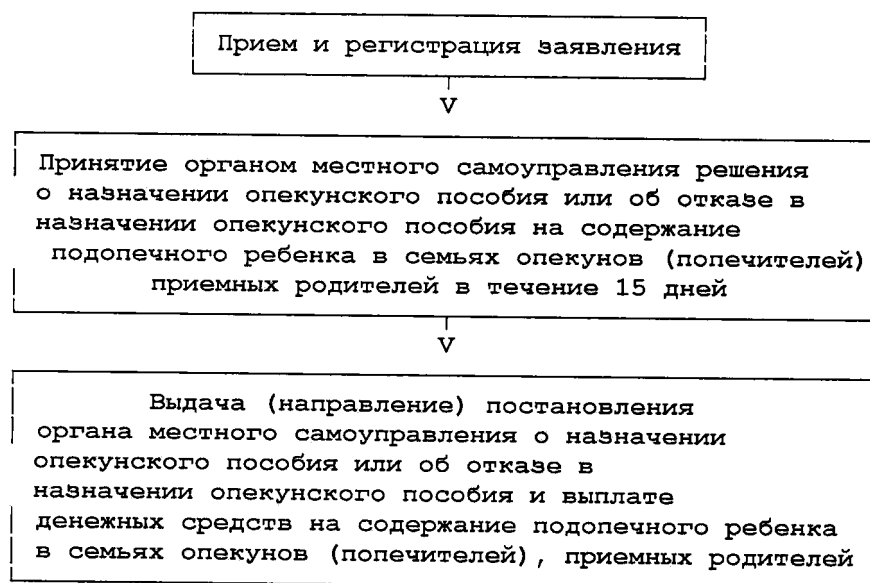 Прием и регистрация заявления
V
Принятие органом местного самоуправления решения
о назначении опекунского пособия или об отказе в
назначении опекунского пособия на содержание
подопечного ребенка в семьях опекунов (попечителей)
приемных родителей в течение 15 дней
V
Выдача (направление) постановления
органа местного самоуправления о назначении
опекунского пособия или об отказе в
назначении опекунского пособия и выплате
денежных средств на содержание подопечного ребенка
в семьях опекунов (попечителей), приемных родителей